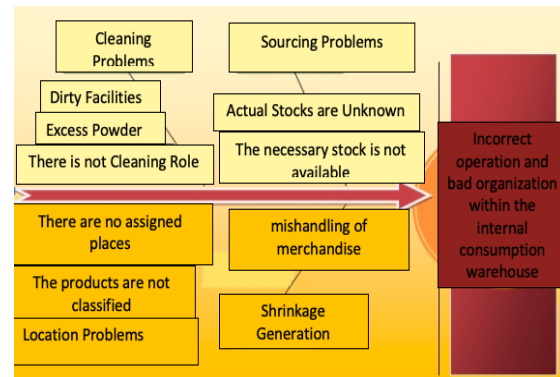 Cleaning
Problems
Sourcing Problems
Dirty Facilities
Actual Stocks are Unknown
Excess Powder
There is not Cleaning Role
The necessary stock is not
available
Incorrect
operation and
bad organization
within the
internal
consumption
warehouse
There are no assigned
places
mishandling of
merchandise
The products are not
classified
Shrinkage
Generation
Location Problems